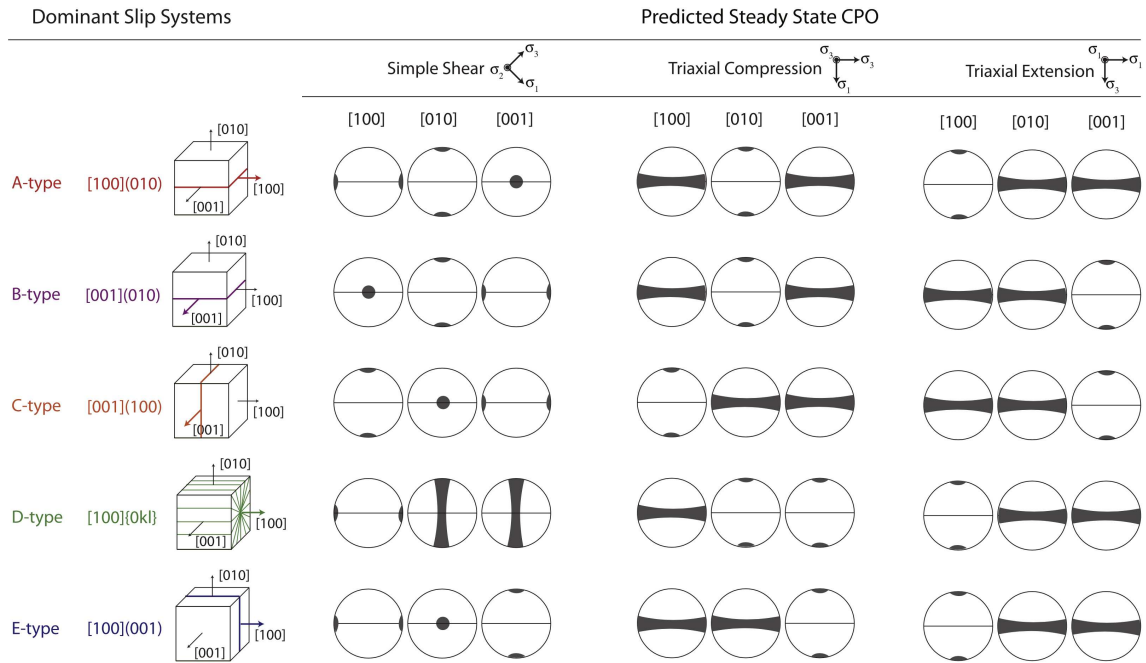 Dominant Slip Systems
Predicted Steady State CPO
Simple Shear σ2 σ3 σ1
Triaxial Compression σ3 σ3 σ1
Triaxial Extension σ1 σ1 σ3
[100] [010] [001] [100] [010] [001] [100] [010] [001]
A-type [100](010) [010] [100] [001]
B-type [001](010) [010] [100] [001]
C-type [001](100) [010] [100] [001]
D-type [100]{0kl} [010] [100] [001]
E-type [100](001) [010] [100] [001]